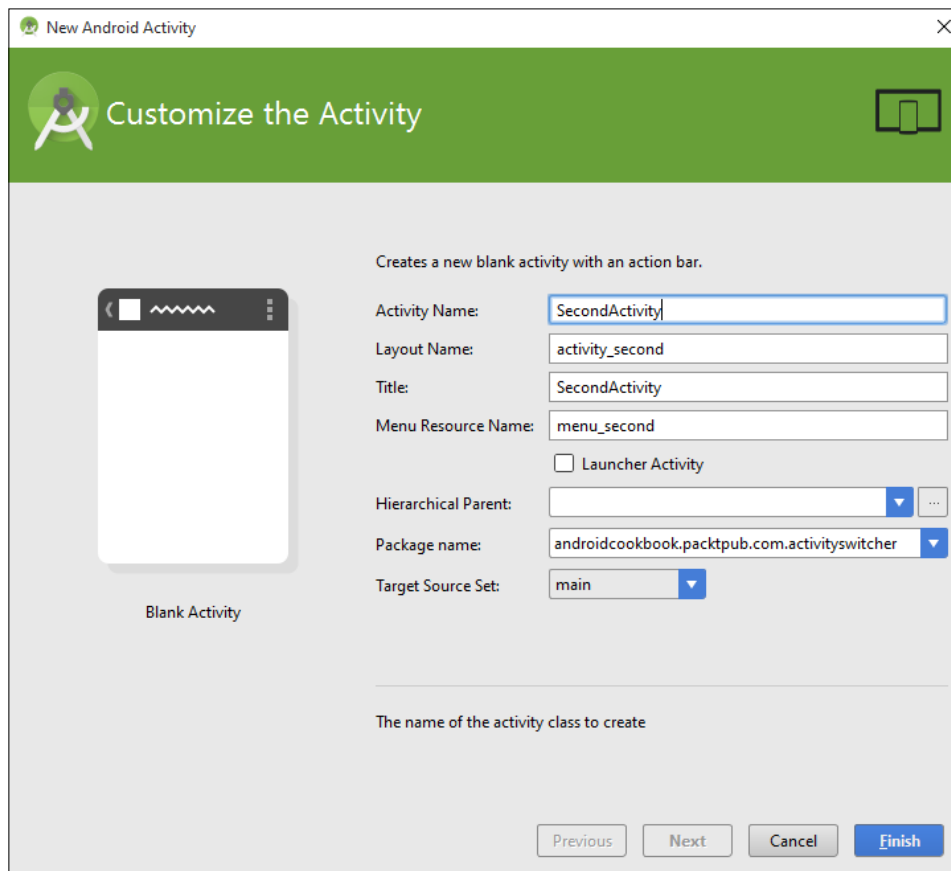 New Android Activity
Customize the Activity
Creates a new blank activity with an action bar.
Activity Name: SecondActivity
Layout Name: activity_second
Title: SecondActivity
Menu Resource Name: menu_second
Launcher Activity
Hierarchical Parent: ...
Package name: androidcookbook.packtpub.com.activityswitcher
Target Source Set: main
Blank Activity
The name of the activity class to create
Previous Next Cancel Finish